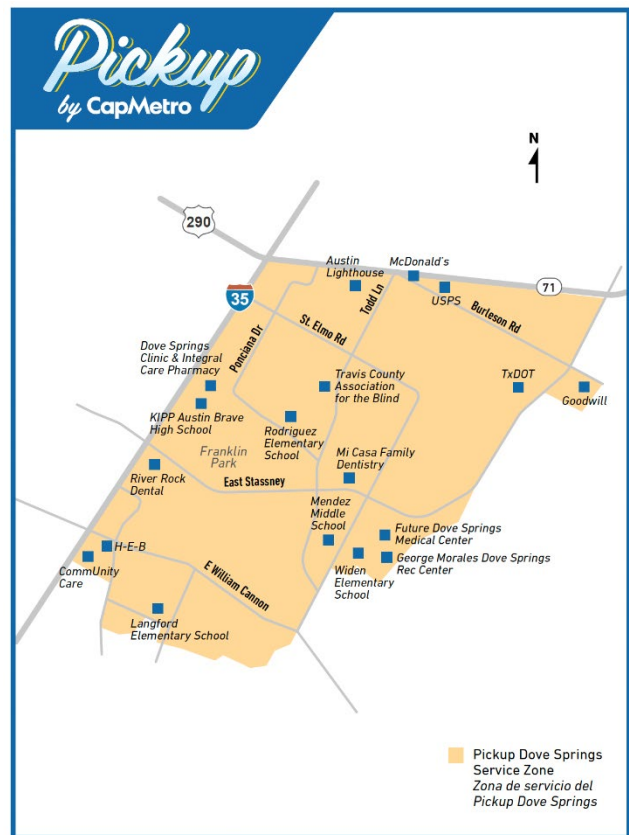 Pickup
by CapMetro
N
290
Austin
Lighthouse
McDonald's
71
35
Todd Ln
USPS
Burleson Rd
Ponciana Dr
St. Elmo Rd
Dove Springs
Clinic & Integral
Care Pharmacy
Travis County
Association
for the Blind
TxDOT
Goodwill
KIPP Austin Brave
High School
Rodriguez
Elementary
School
Franklin
Park
Mi Casa Family
Dentistry
River Rock
Dental
East Stassney
Mendez
Middle
School
Future Dove Springs
Medical Center
H-E-B
CommUnity
Care
George Morales Dove Springs
Rec Center
Widen
Elementary
School
E William Cannon
Langford
Elementary School
Pickup Dove Springs
Service Zone
Zona de servicio del
Pickup Dove Springs